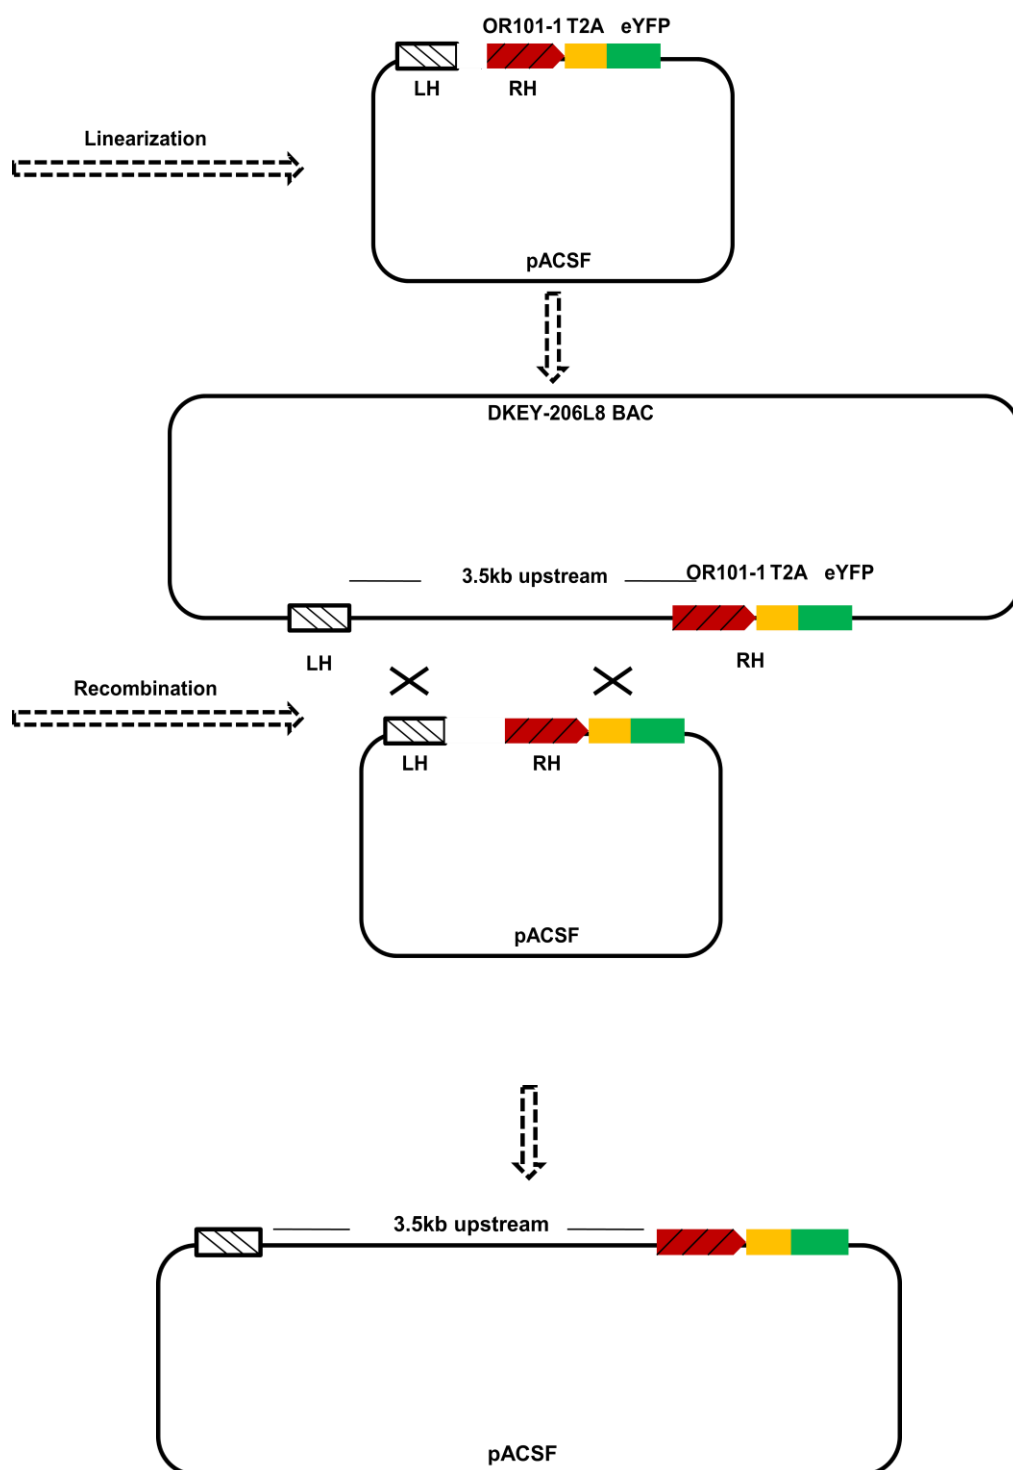 OR101-1 T2A eYFP
LH RH
Linearization
pACSF
DKEY-206L8 BAC
3.5kb upstream
OR101-1 T2A eYFP
LH RH
Recombination
LH RH
pACSF
3.5kb upstream
pACSF